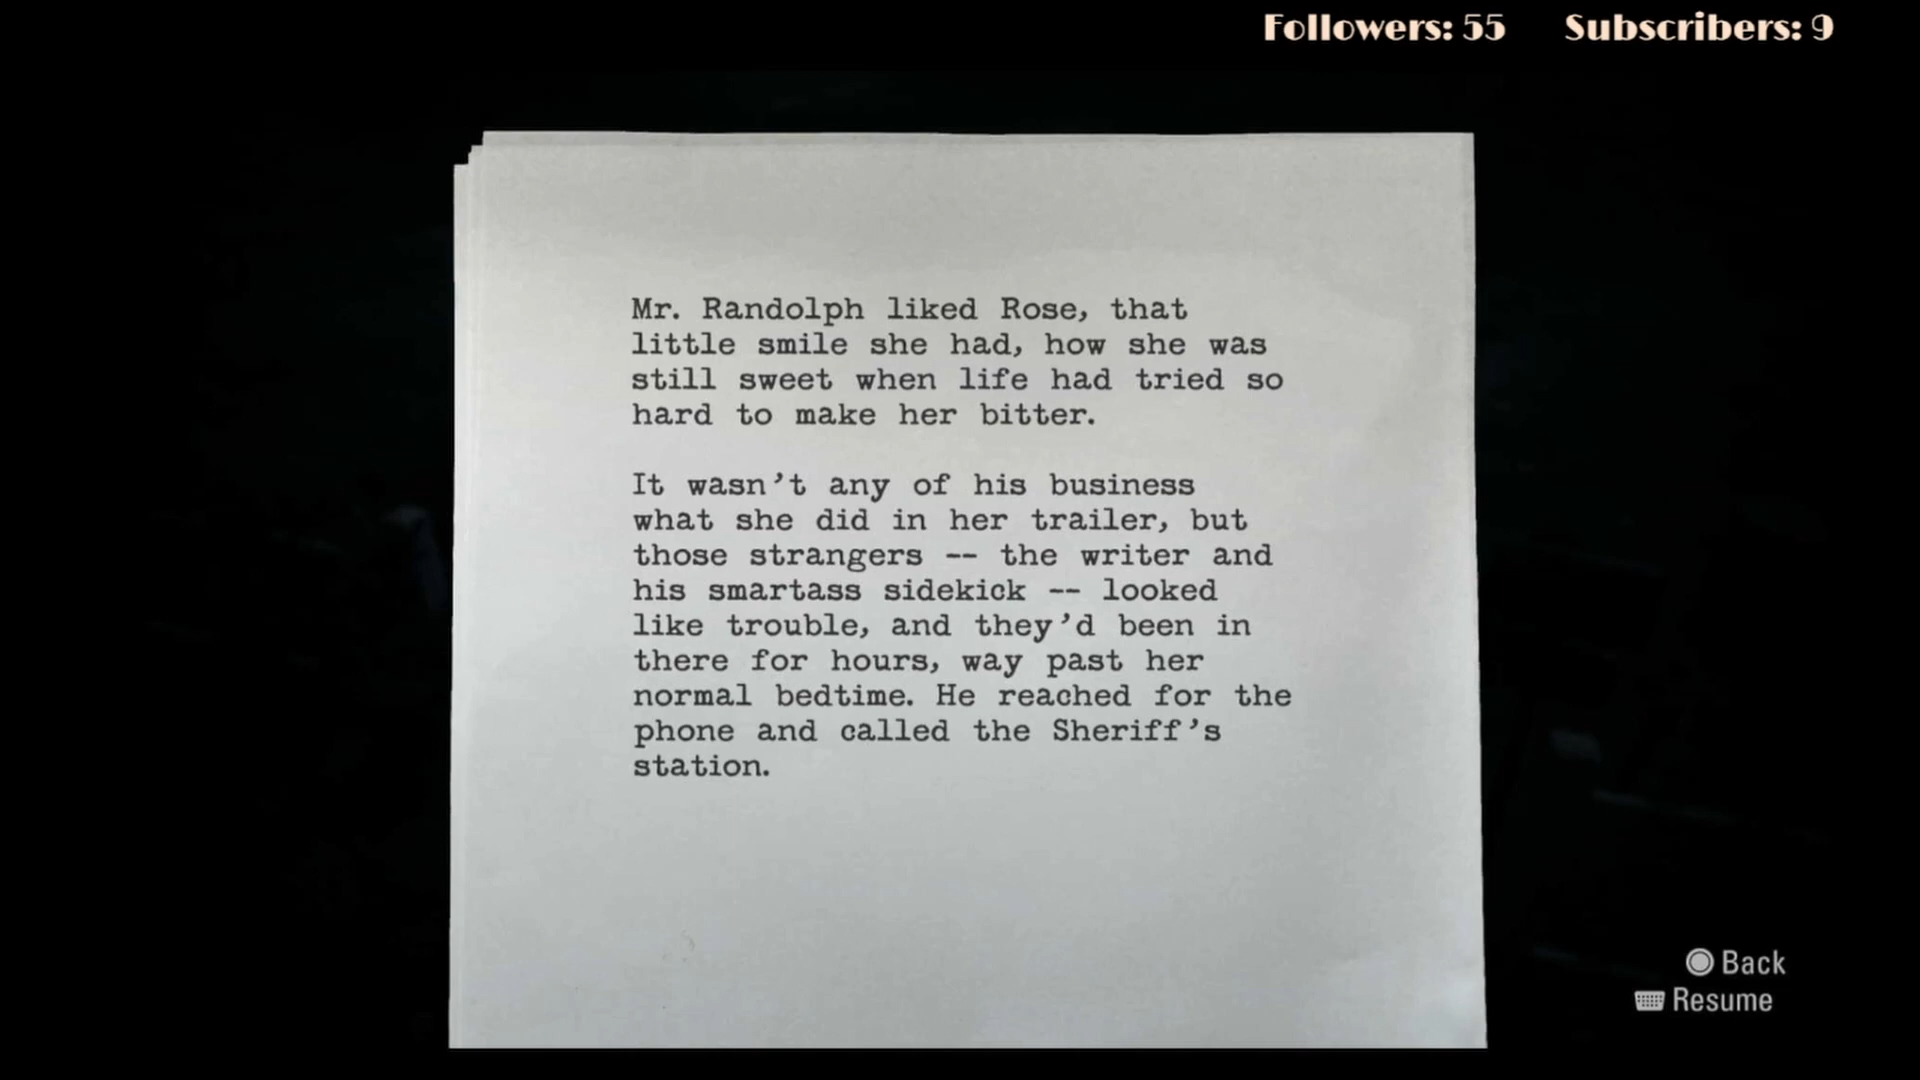 Followers: 55 Subscribers: 9
Mr. Randolph liked Rose, that
little smile she had, how she was
still sweet when life had tried so
hard to make her bitter.
It wasn't any of his business
what she did in her trailer, but
those strangers -- the writer and
his smartass sidekick -- looked
like trouble, and they'd been in
there for hours, way past her
normal bedtime. He reached for the
phone and called the Sheriff's
station.
Back
Resume